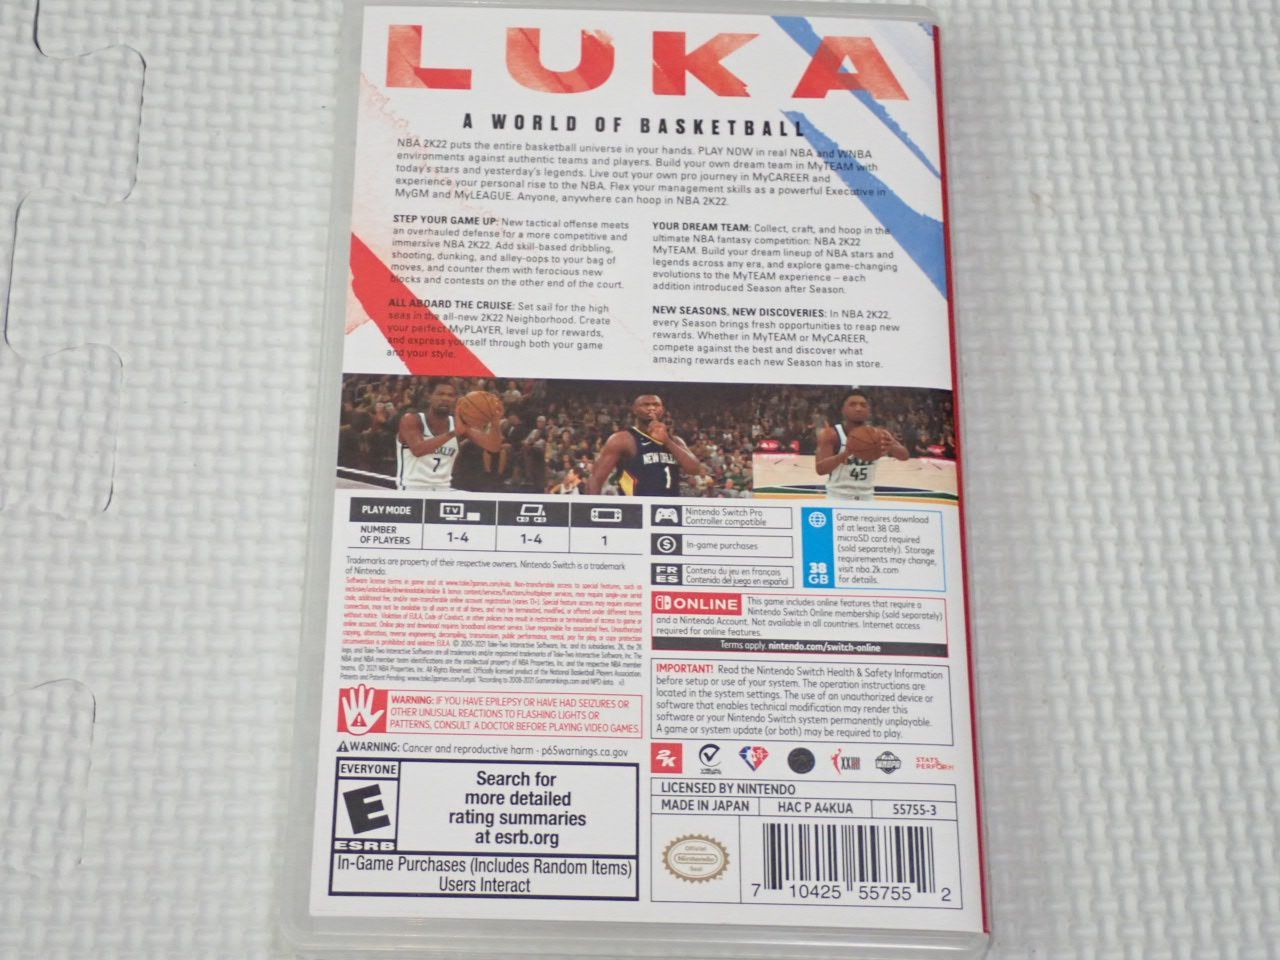 LUKA
A WORLD OF BASKETBALL
NBA 2K22 puts the entire basketball universe in your hands. PLAY NOW in real NBA and WNBA
environments against authentic teams and players. Build your own dream team in MyTEAM with
today's stars and yesterday's legends. Live out your own pro journey in MyCAREER and
experience your personal rise to the NBA. Flex your management skills as a powerful Executive in
MyGM and MyLEAGUE. Anyone, anywhere can hoop in NBA 2K22.
STEP YOUR GAME UP: New tactical offense meets
an overhauled defense for a more competitive and
immersive NBA 2K22. Add skill-based dribbling,
shooting, dunking, and alley-oops to your bag of
moves, and counter them with ferocious new
blocks and contests on the other end of the court.
ALL ABOARD THE CRUISE: Set sail for the high
seas in the all-new 2K22 Neighborhood. Create
your perfect MyPLAYER, level up for rewards,
and express yourself through both your game
and your style.
YOUR DREAM TEAM: Collect, craft, and hoop in the
ultimate NBA fantasy competition: NBA 2K22
MyTEAM. Build your dream lineup of NBA stars and
legends across any era, and explore game-changing
evolutions to the MyTEAM experience – each
addition introduced Season after Season.
NEW SEASONS, NEW DISCOVERIES: In NBA 2K22,
every Season brings fresh opportunities to reap new
rewards. Whether in MyTEAM or MyCAREER,
compete against the best and discover what
amazing rewards each new Season has in store.
7
NEW ORL
1
45
PLAY MODE
TV
NUMBER
OF PLAYERS
1-4
1-4
1
Nintendo Switch Pro
Controller compatible
In-game purchases
FR
ES
Contenu du jeu en français
Contenido del juego en español
38
GB
Game requires download
of at least 38 GB.
microSD card required
(sold separately). Storage
requirements may change,
visit nba.2k.com
for details.
Trademarks are property of their respective owners. Nintendo Switch is a trademark
of Nintendo.
ONLINE
This game includes online features that require a
Nintendo Switch Online membership (sold separately)
and a Nintendo Account. Not available in all countries. Internet access
required for online features.
Terms apply. nintendo.com/switch-online
IMPORTANT! Read the Nintendo Switch Health & Safety Information
before setup or use of your system. The operation instructions are
located in the system settings. The use of an unauthorized device or
software that enables technical modification may render this
software or your Nintendo Switch system permanently unplayable.
A game or system update (or both) may be required to play.
WARNING: IF YOU HAVE EPILEPSY OR HAVE HAD SEIZURES OR
OTHER UNUSUAL REACTIONS TO FLASHING LIGHTS OR
PATTERNS, CONSULT A DOCTOR BEFORE PLAYING VIDEO GAMES.
WARNING: Cancer and reproductive harm - p65warnings.ca.gov
EVERYONE
E
ESRB
Search for
more detailed
rating summaries
at esrb.org
In-Game Purchases (Includes Random Items)
Users Interact
2K
STATS
PERFORM
LICENSED BY NINTENDO
MADE IN JAPAN
HAC P A4KUA
55755-3
Official
Nintendo
Seal
7 10425 55755 2